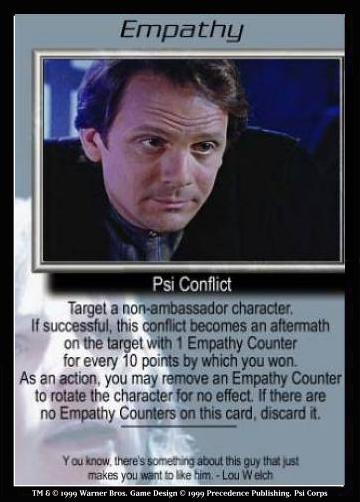 Empathy
Psi Conflict
Target a non-ambassador character.
If successful, this conflict becomes an aftermath
on the target with 1 Empathy Counter
for every 10 points by which you won.
As an action, you may remove an Empathy Counter
to rotate the character for no effect. If there are
no Empathy Counters on this card, discard it.
You know, there's something about this guy that just
makes you want to like him. - Lou Welch
TM & © 1999 Warner Bros. Game Design © 1999 Precedence Publishing. Psi Corps